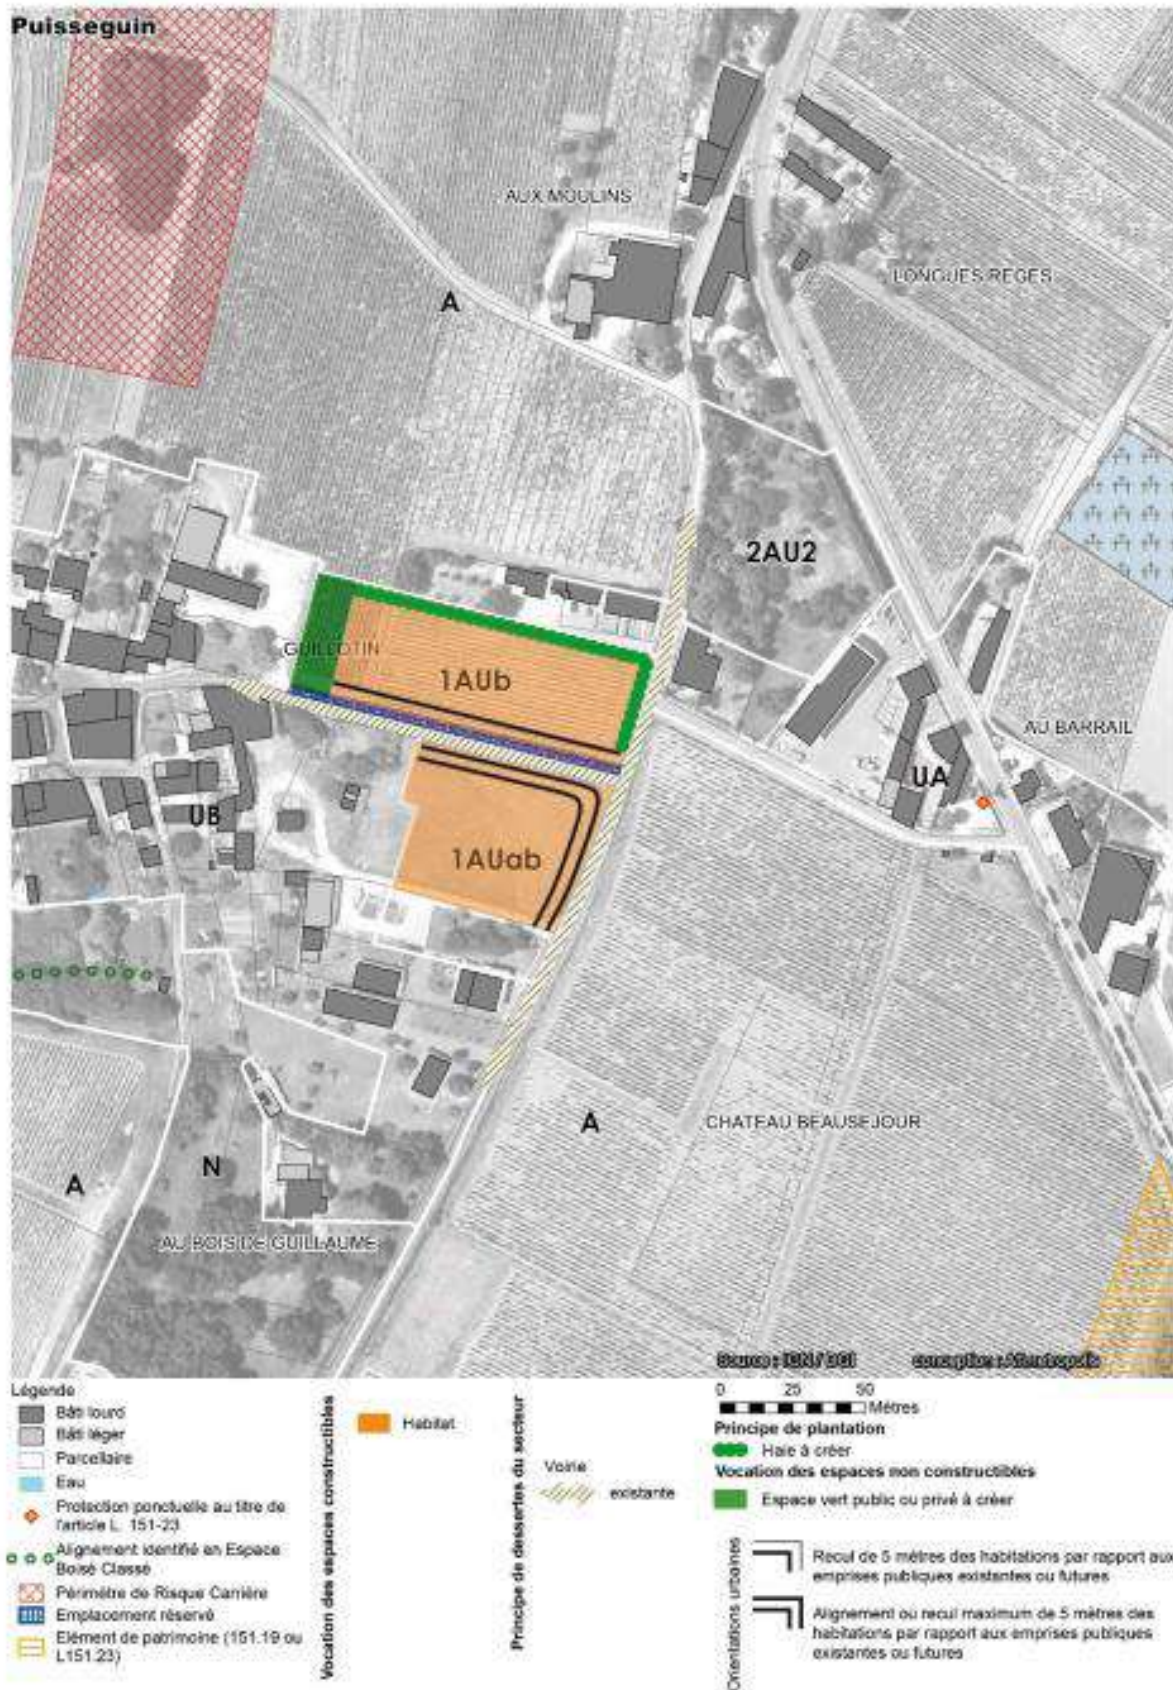 Puisseguin
AUX MOULINS
LONGUES REGES
A
2AU2
GUILLOTIN
1AUb
AU BARRAIL
UA
UB
1AUab
A
CHATEAU BEAUSEJOUR
N
A
AU BOIS DE GUILLAUME
Source : IGN / DGI
conception :
Légende
Bâti lourd
Bâti léger
Parcellaire
Eau
Protection ponctuelle au titre de
l'article L. 151-23
Alignement identifié en Espace
Boisé Classé
Périmètre de Risque Carrière
Emplacement réservé
Elément de patrimoine (151.19 ou
L151.23)
Vocation des espaces constructibles
Habitat
Principe de dessertes du secteur
Voirie
existante
0 25 50
Mètres
Principe de plantation
Haie à créer
Vocation des espaces non constructibles
Espace vert public ou privé à créer
Orientations urbaines
Recul de 5 mètres des habitations par rapport aux
emprises publiques existantes ou futures
Alignement ou recul maximum de 5 mètres des
habitations par rapport aux emprises publiques
existantes ou futures